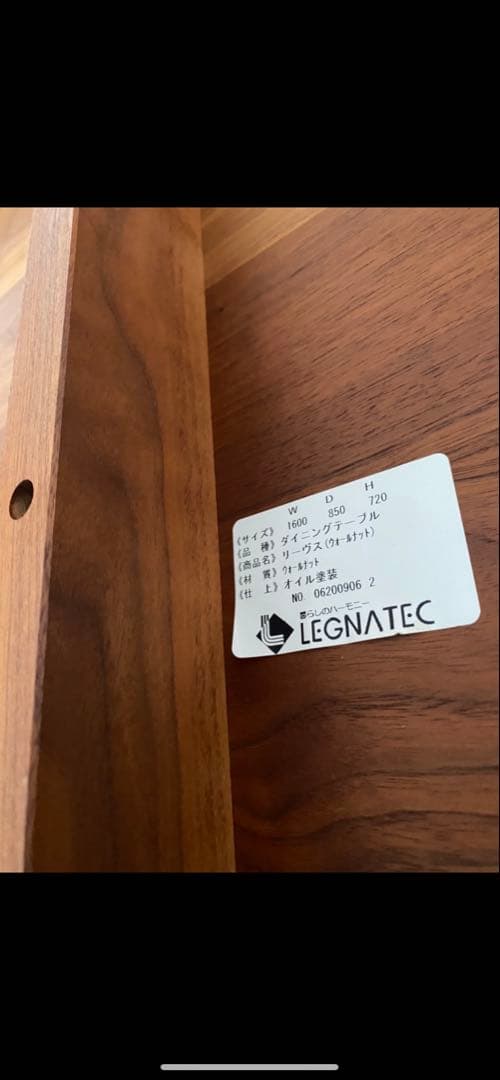 W D H
《サイズ》 1600 850 720
《品 種》 ダイニングテーブル
《商品名》 リーヴス(ウォールナット)
《材 質》 ウォールナット
《仕 上》 オイル塗装
NO. 06200906 2
暮らしのハーモニー
LEGNATEC